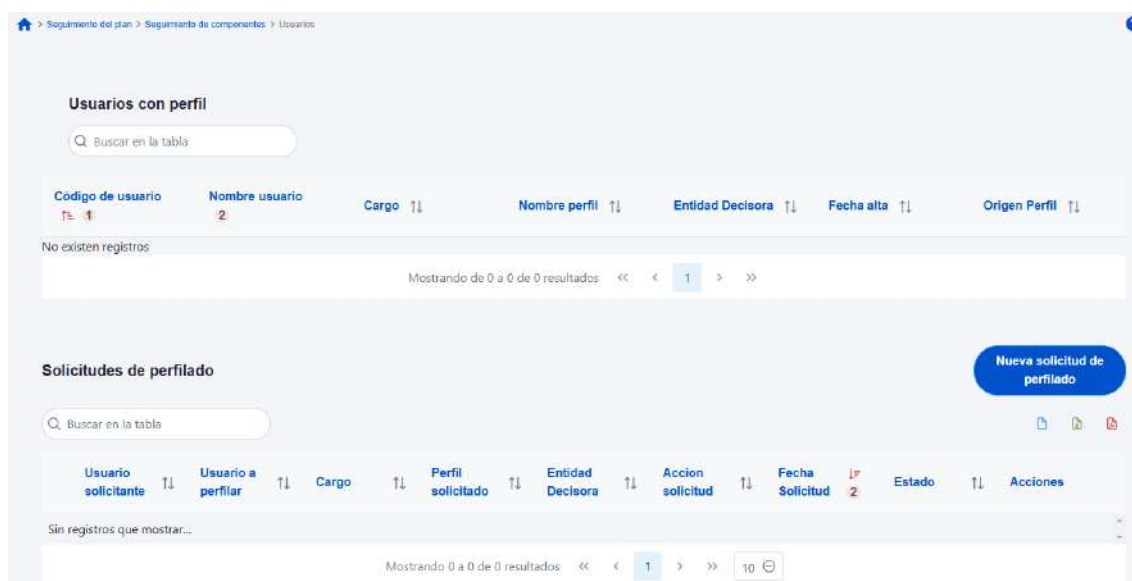 > Seguimiento del plan > Seguimiento de componentes > Usuarios
Usuarios con perfil
Buscar en la tabla
Código de usuario 1 Nombre usuario 2 Cargo Nombre perfil Entidad Decisora Fecha alta Origen Perfil
No existen registros
Mostrando de 0 a 0 de 0 resultados << < 1 > >>
Solicitudes de perfilado
Nueva solicitud de
perfilado
Buscar en la tabla
Usuario solicitante Usuario a perfilar Cargo Perfil solicitado Entidad Decisora Accion solicitud Fecha Solicitud 2 Estado Acciones
Sin registros que mostrar...
Mostrando 0 a 0 de 0 resultados << < 1 > >> 10